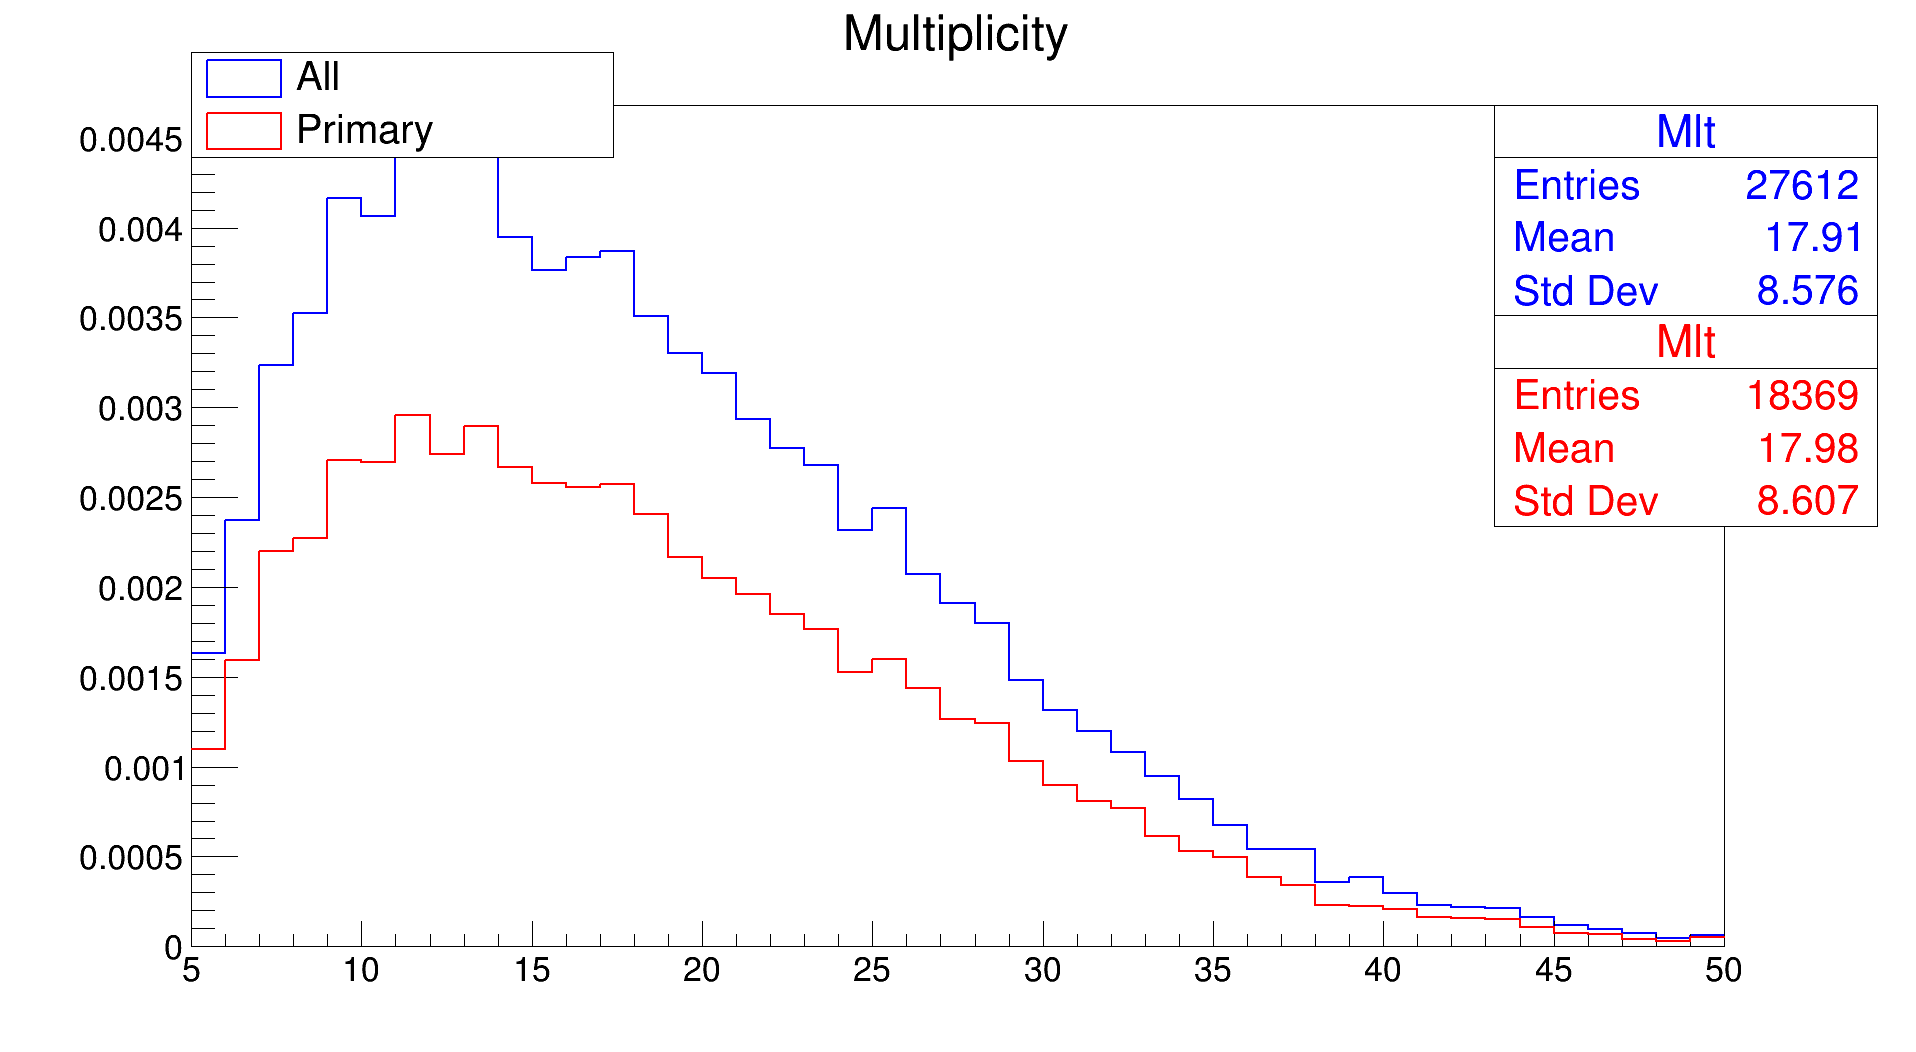 Multiplicity
All
Primary
0.0045
0.004
0.0035
0.003
0.0025
0.002
0.0015
0.001
0.0005
0
5 10 15 20 25 30 35 40 45 50
Mlt
Entries 27612
Mean 17.91
Std Dev 8.576
Mlt
Entries 18369
Mean 17.98
Std Dev 8.607